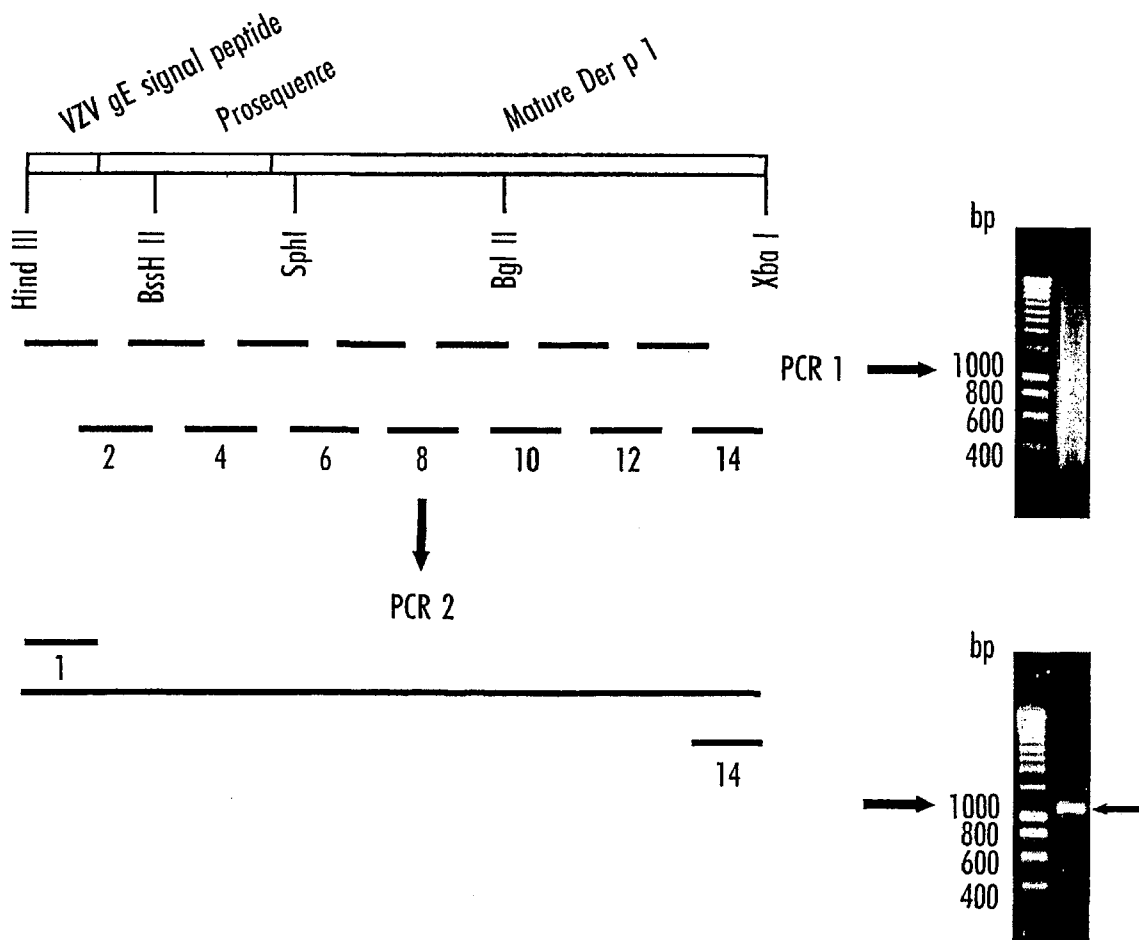 VZV gE signal peptide
Prosequence
Mature Der p 1
Hind III
BssH II
SphI
Bgl II
Xba I
bp
PCR 1
1000
800
600
400
2 4 6 8 10 12 14
PCR 2
1
14
bp
1000
800
600
400